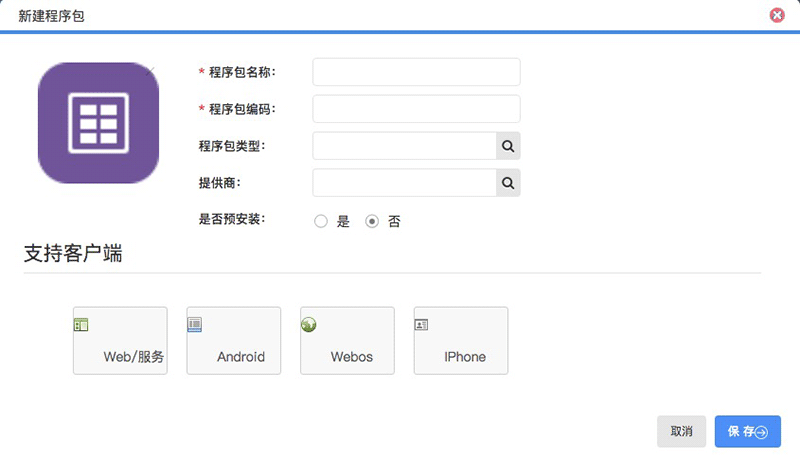 新建程序包
* 程序包名称:
* 程序包编码:
程序包类型:
提供商:
是否预安装: 是 否
支持客户端
Web/服务 Android Webos IPhone
取消 保 存